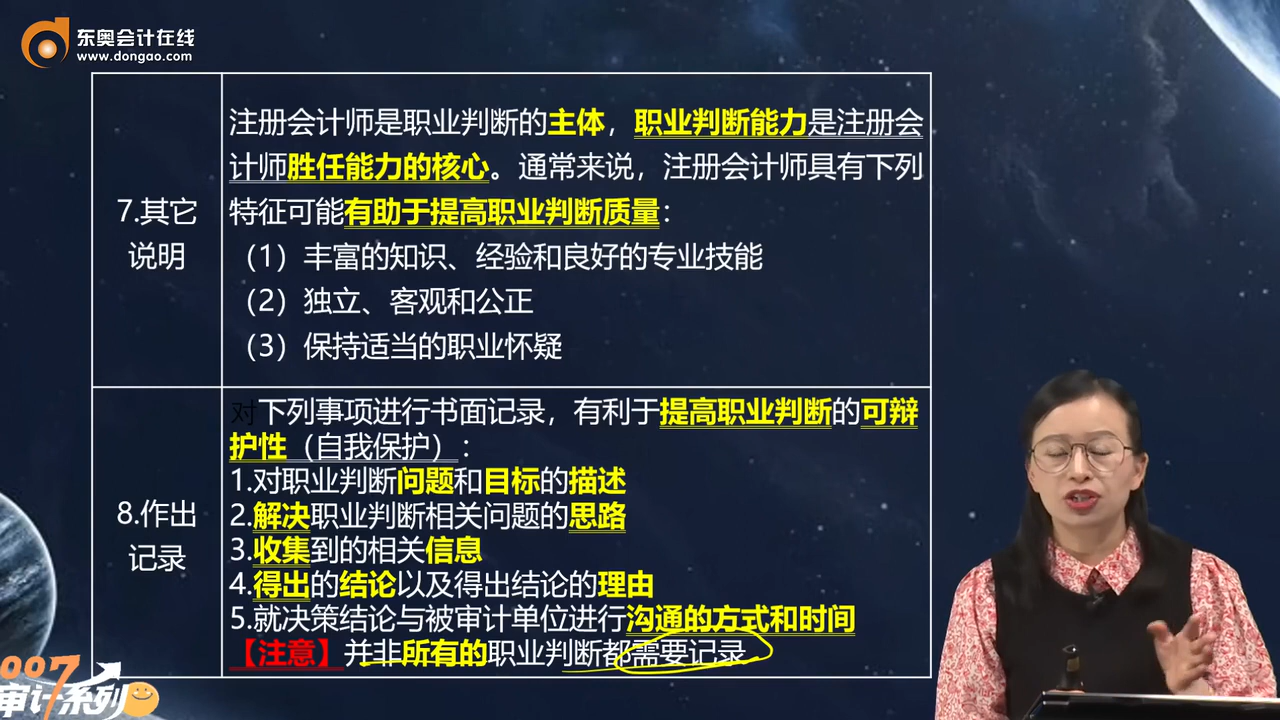 东奥会计在线
www.dongao.com
7.其它
说明
注册会计师是职业判断的主体，职业判断能力是注册会
计师胜任能力的核心。通常来说，注册会计师具有下列
特征可能有助于提高职业判断质量：
（1）丰富的知识、经验和良好的专业技能
（2）独立、客观和公正
（3）保持适当的职业怀疑
8.作出
记录
对下列事项进行书面记录，有利于提高职业判断的可辩
护性（自我保护）：
1.对职业判断问题和目标的描述
2.解决职业判断相关问题的思路
3.收集到的相关信息
4.得出的结论以及得出结论的理由
5.就决策结论与被审计单位进行沟通的方式和时间
【注意】并非所有的职业判断都需要记录
007
审计系列